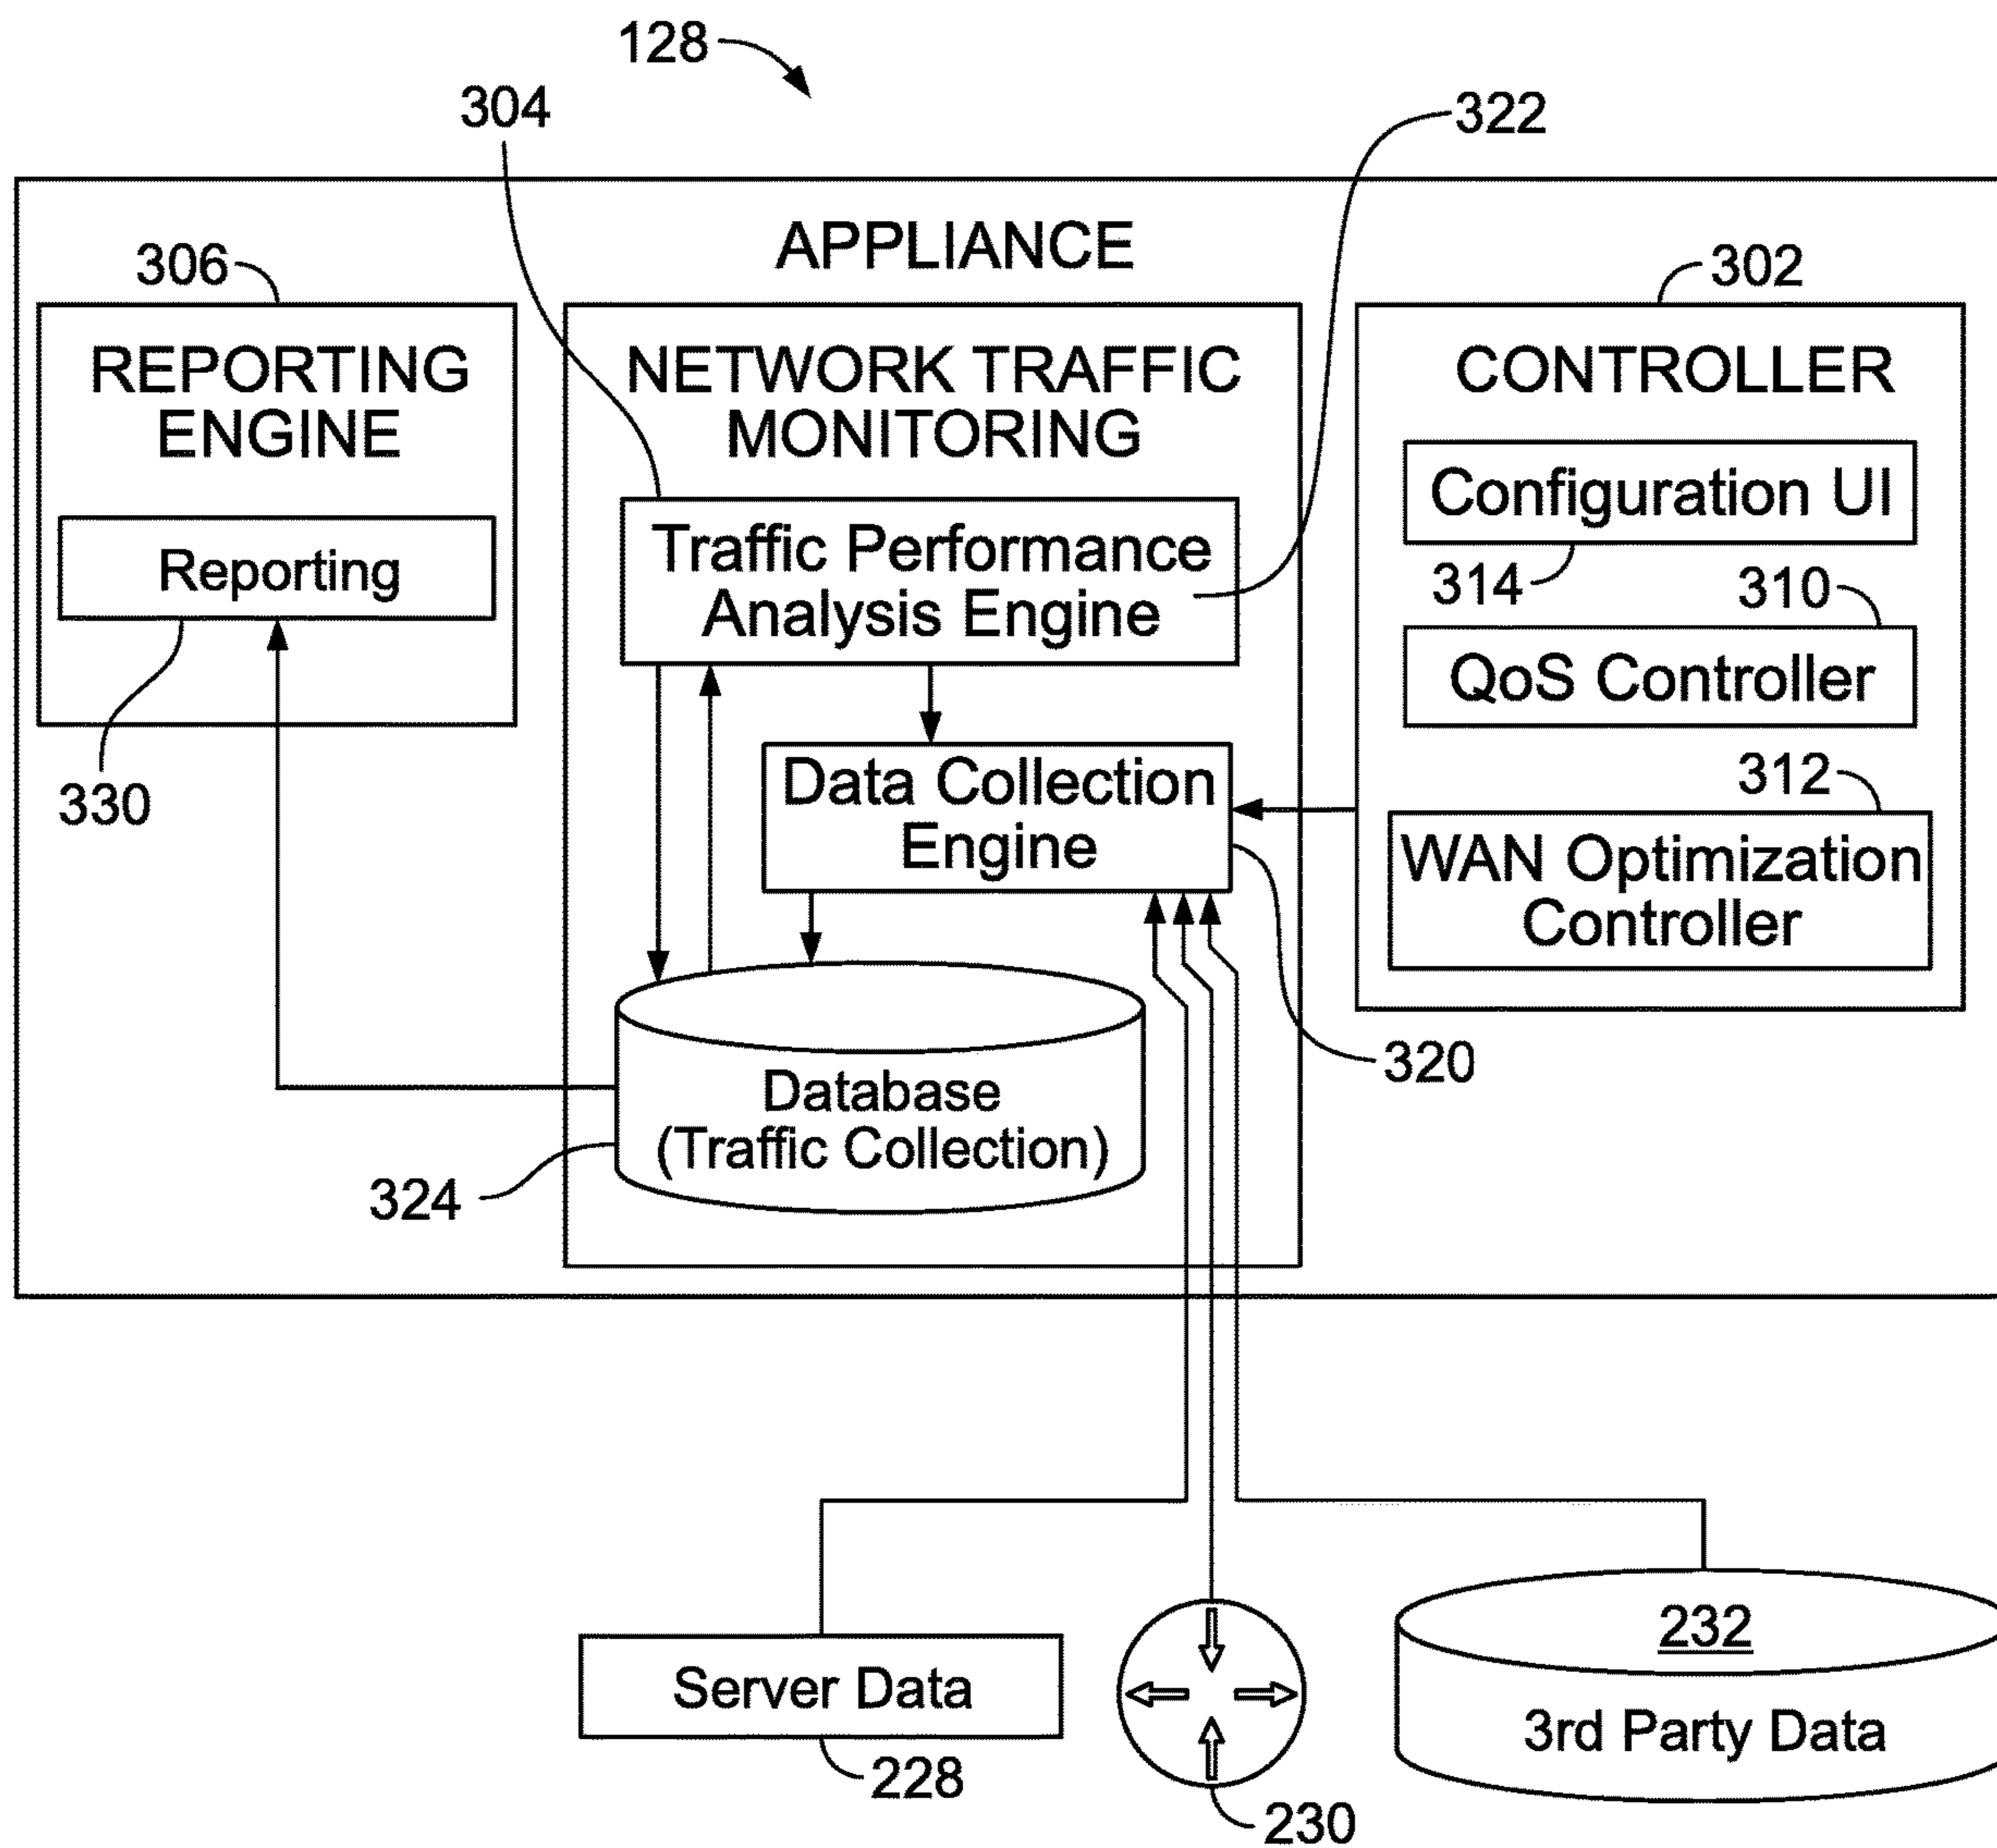 128
304
322
APPLIANCE
306
302
REPORTING
ENGINE
NETWORK TRAFFIC
MONITORING
CONTROLLER
Configuration UI
314
310
Reporting
Traffic Performance
Analysis Engine
QoS Controller
330
312
Data Collection
Engine
WAN Optimization
Controller
320
Database
(Traffic Collection)
324
232
Server Data
3rd Party Data
228
230